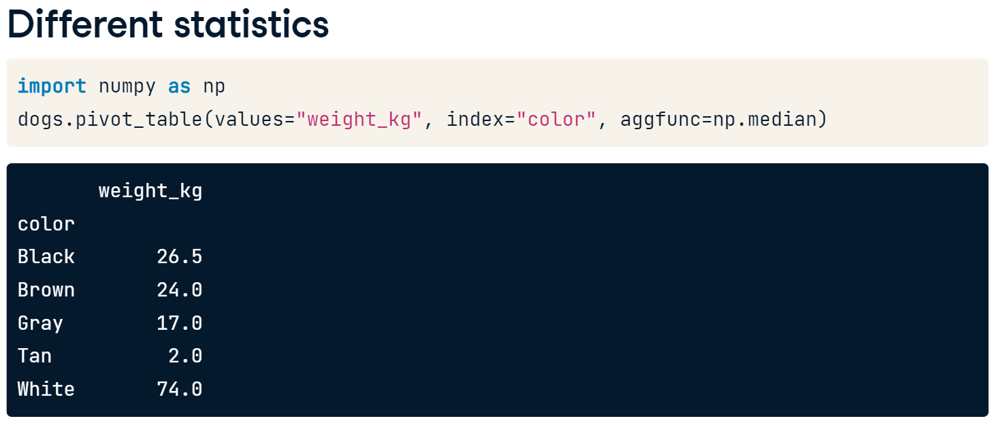 Different statistics
import numpy as np
dogs.pivot_table(values="weight_kg", index="color", aggfunc=np.median)
       weight_kg
color
Black       26.5
Brown       24.0
Gray        17.0
Tan          2.0
White       74.0